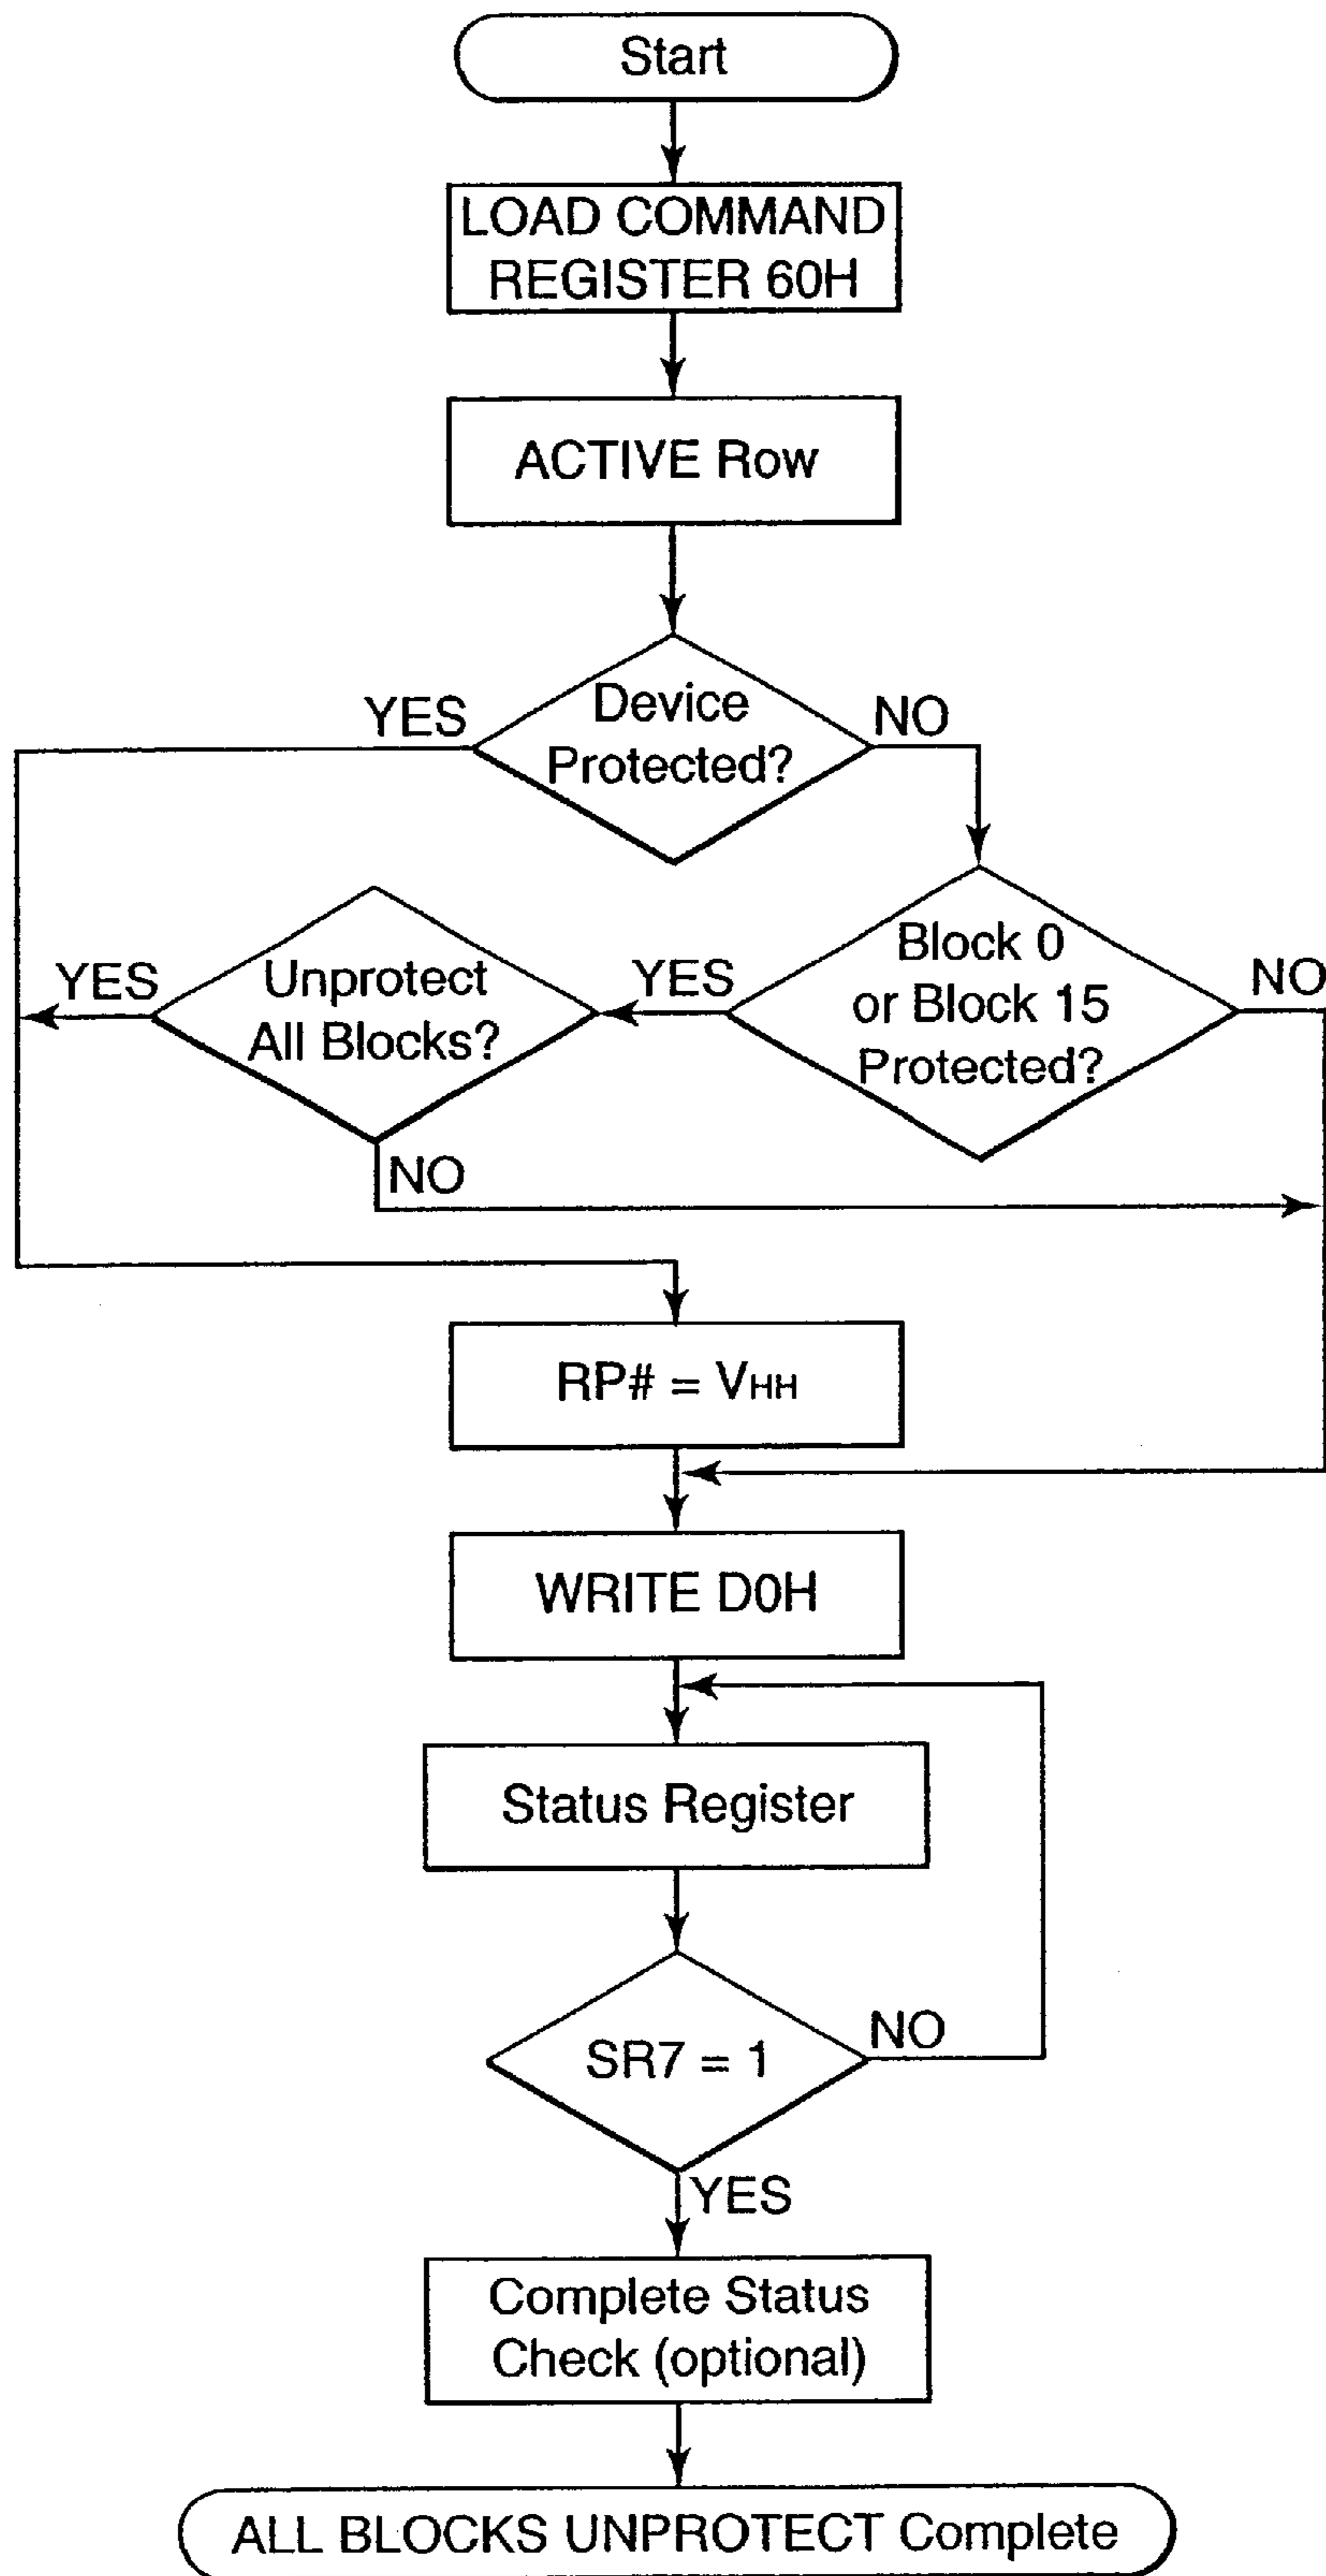 Start
LOAD COMMAND
REGISTER 60H
ACTIVE Row
YES
Device
Protected?
NO
YES
Unprotect
All Blocks?
YES
Block 0
or Block 15
Protected?
NO
NO
RP# = VHH
WRITE D0H
Status Register
SR7 = 1
NO
YES
Complete Status
Check (optional)
ALL BLOCKS UNPROTECT Complete